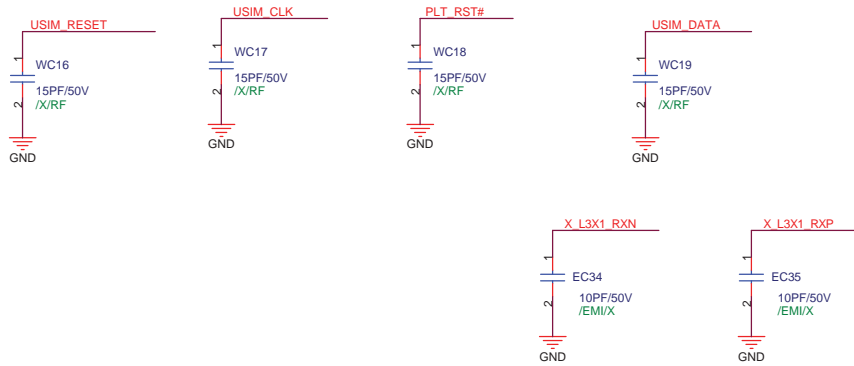 USIM_RESET
1
WC16
15PF/50V
/X/RF
2
GND
USIM_CLK
1
WC17
15PF/50V
/X/RF
2
GND
PLT_RST#
1
WC18
15PF/50V
/X/RF
2
GND
USIM_DATA
1
WC19
15PF/50V
/X/RF
2
GND
X_L3X1_RXN
1
EC34
10PF/50V
/EMI/X
2
GND
X_L3X1_RXP
1
EC35
10PF/50V
/EMI/X
2
GND